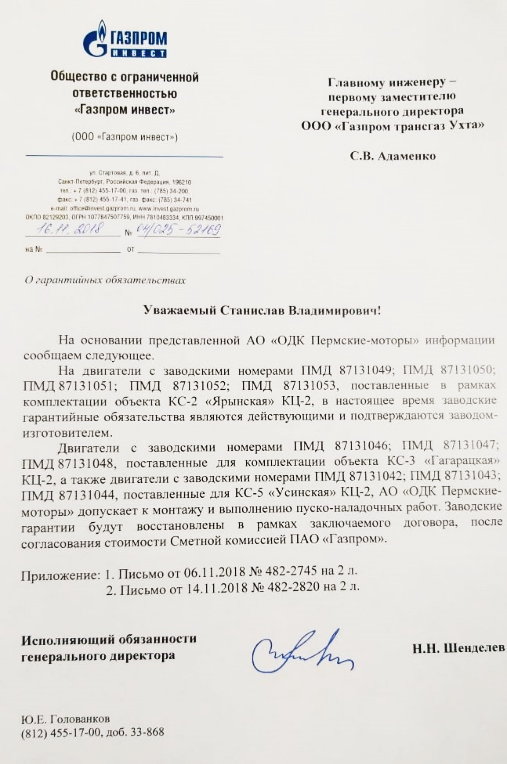 ГАЗПРОМ
ИНВЕСТ
Общество с ограниченной
ответственностью
«Газпром инвест»
(ООО «Газпром инвест»)
ул. Стартовая, д. 6, лит. Д,
Санкт-Петербург, Российская Федерация, 196210
тел.: + 7 (812) 455-17-00, газ. тел.: (785) 34-200,
факс: + 7 (812) 455-17-41, газ. факс: (785) 34-741
e-mail: office@invest.gazprom.ru, www.invest.gazprom.ru
ОКПО 82129203, ОГРН 1077847507759, ИНН 7810483334, КПП 997450001
16.11.2018 № 04/025-52169
на № от
Главному инженеру –
первому заместителю
генерального директора
ООО «Газпром трансгаз Ухта»
С.В. Адаменко
О гарантийных обязательствах
Уважаемый Станислав Владимирович!
На основании представленной АО «ОДК Пермские-моторы» информации
сообщаем следующее.
На двигатели с заводскими номерами ПМД 87131049; ПМД 87131050;
ПМД 87131051; ПМД 87131052; ПМД 87131053, поставленные в рамках
комплектации объекта КС-2 «Ярынская» КЦ-2, в настоящее время заводские
гарантийные обязательства являются действующими и подтверждаются заводом-
изготовителем.
Двигатели с заводскими номерами ПМД 87131046; ПМД 87131047;
ПМД 87131048, поставленные для комплектации объекта КС-3 «Гагарацкая»
КЦ-2, а также двигатели с заводскими номерами ПМД 87131042; ПМД 87131043;
ПМД 87131044, поставленные для КС-5 «Усинская» КЦ-2, АО «ОДК Пермские-
моторы» допускает к монтажу и выполнению пуско-наладочных работ. Заводские
гарантии будут восстановлены в рамках заключаемого договора, после
согласования стоимости Сметной комиссией ПАО «Газпром».
Приложение: 1. Письмо от 06.11.2018 № 482-2745 на 2 л.
2. Письмо от 14.11.2018 № 482-2820 на 2 л.
Исполняющий обязанности
генерального директора
Н.Н. Шенделев
Ю.Е. Голованков
(812) 455-17-00, доб. 33-868